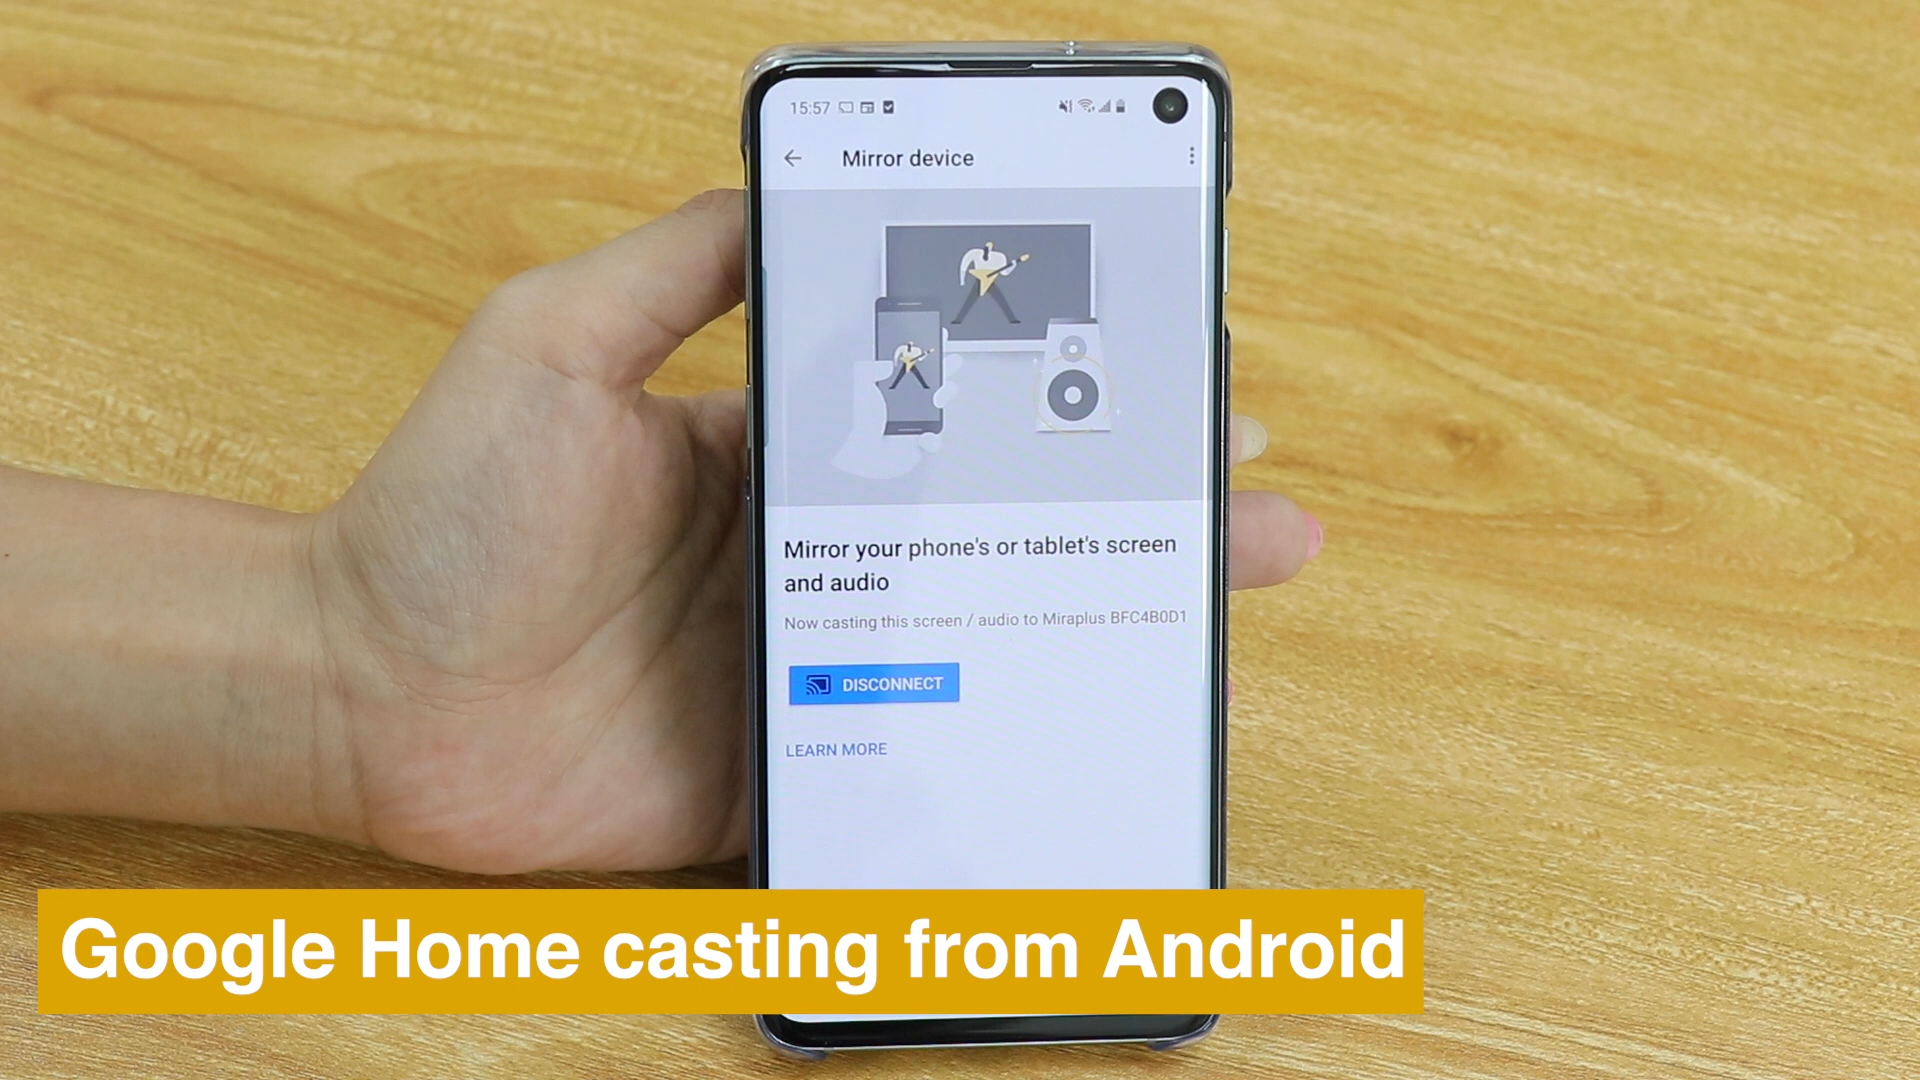 15:57
Mirror device
Mirror your phone's or tablet's screen
and audio
Now casting this screen / audio to Miraplus BFC4B0D1
DISCONNECT
LEARN MORE
Google Home casting from Android